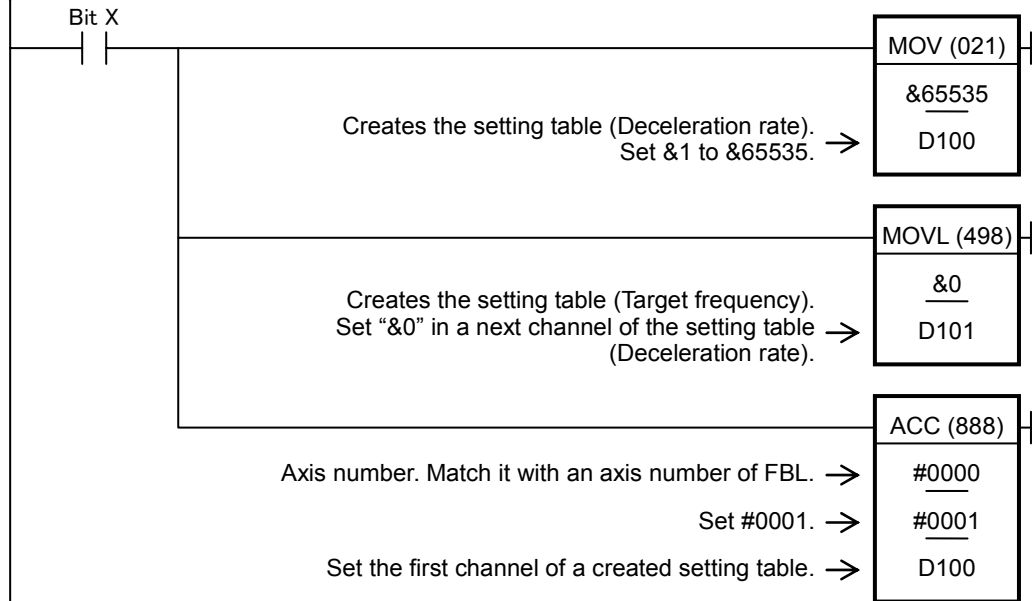 Bit X
MOV (021)
&65535
Creates the setting table (Deceleration rate).
Set &1 to &65535.
D100
MOVL (498)
&0
Creates the setting table (Target frequency).
Set “&0” in a next channel of the setting table
(Deceleration rate).
D101
ACC (888)
Axis number. Match it with an axis number of FBL.
#0000
Set #0001.
#0001
Set the first channel of a created setting table.
D100